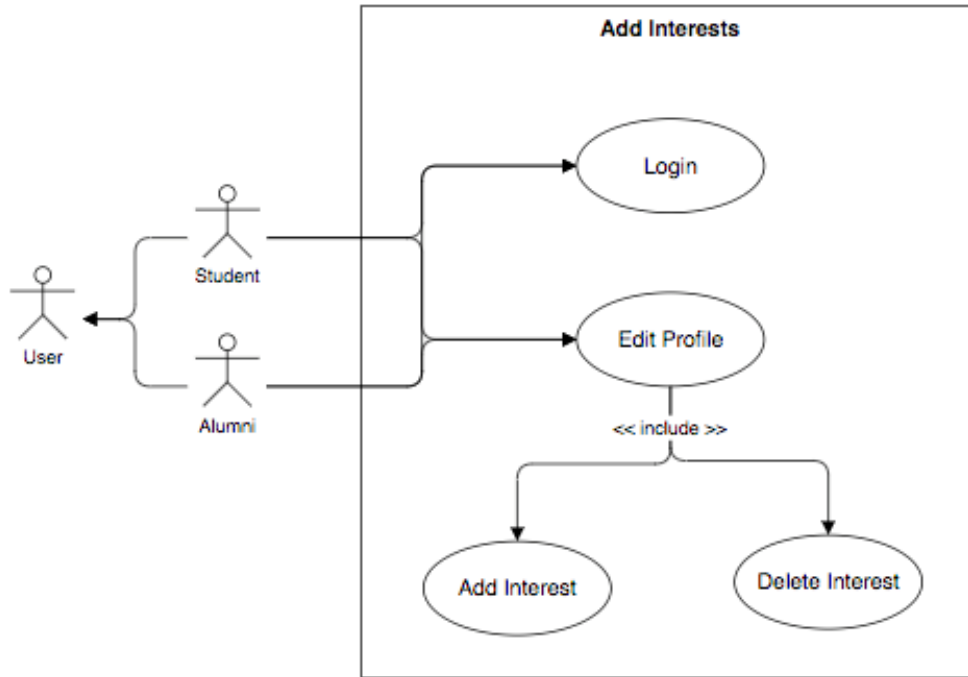 Add Interests
Login
Student
User
Edit Profile
Alumni
<< include >>
Add Interest
Delete Interest